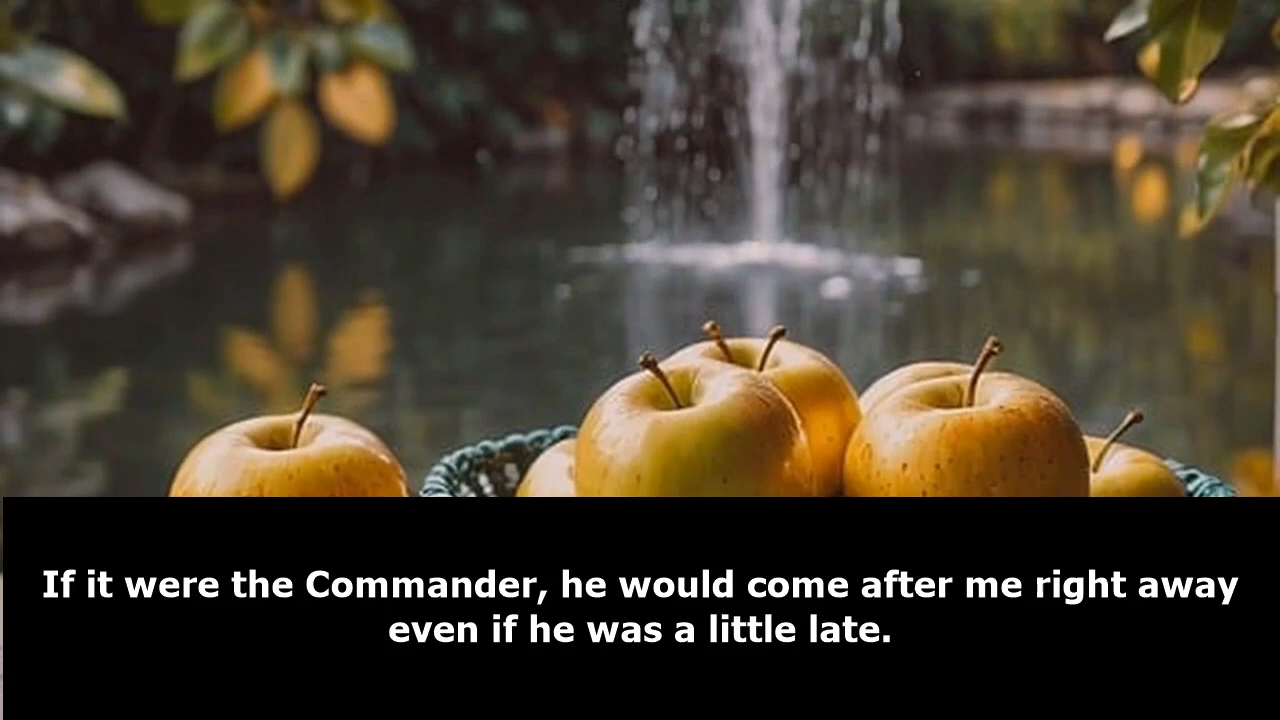 If it were the Commander, he would come after me right away
even if he was a little late.